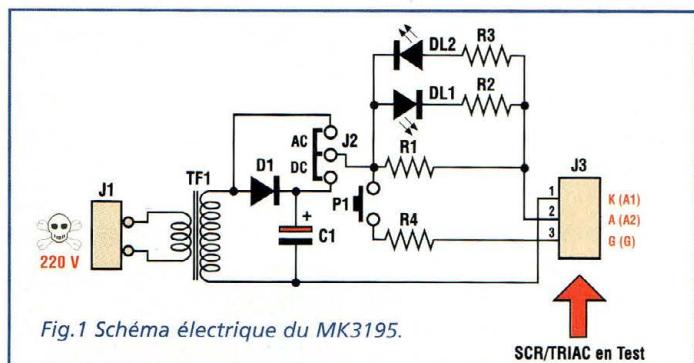 DL2
R3
DL1
R2
AC
J2
DC
R1
J3
TF1
D1
J1
P1
1
K (A1)
2
A (A2)
3
G (G)
+
C1
R4
220 V
Fig.1 Schéma électrique du MK3195.
SCR/TRIAC en Test